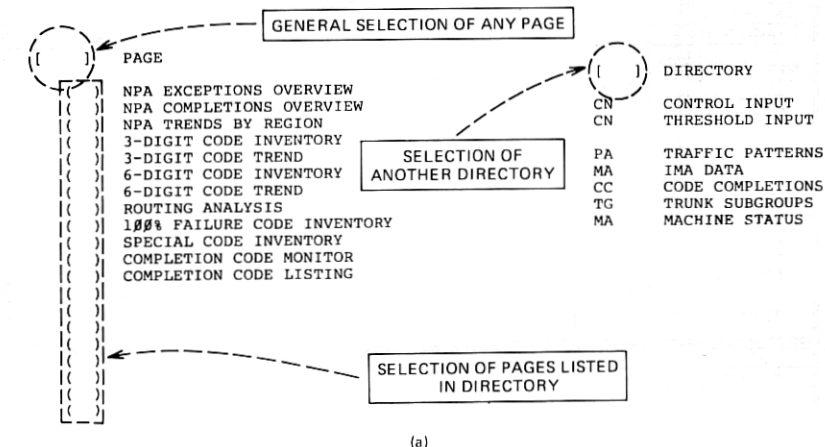 GENERAL SELECTION OF ANY PAGE
[ ] PAGE
[ ] DIRECTORY
( ) NPA EXCEPTIONS OVERVIEW
( ) NPA COMPLETIONS OVERVIEW
( ) NPA TRENDS BY REGION
( ) 3-DIGIT CODE INVENTORY
( ) 3-DIGIT CODE TREND
( ) 6-DIGIT CODE INVENTORY
( ) 6-DIGIT CODE TREND
( ) ROUTING ANALYSIS
( ) 1ØØ% FAILURE CODE INVENTORY
( ) SPECIAL CODE INVENTORY
( ) COMPLETION CODE MONITOR
( ) COMPLETION CODE LISTING
( )
( )
( )
( )
( )
( )
( )
( )
CN CONTROL INPUT
CN THRESHOLD INPUT
PA TRAFFIC PATTERNS
MA IMA DATA
CC CODE COMPLETIONS
TG TRUNK SUBGROUPS
MA MACHINE STATUS
SELECTION OF
ANOTHER DIRECTORY
SELECTION OF PAGES LISTED
IN DIRECTORY
(a)